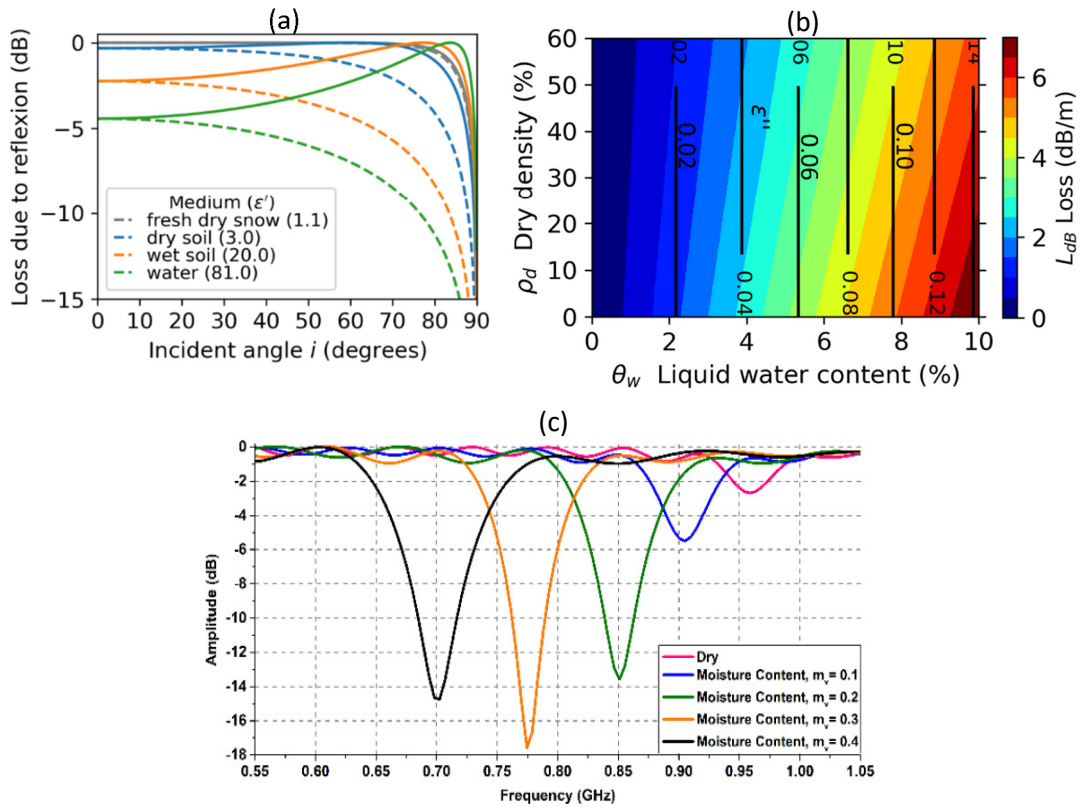 (a)
Loss due to reflexion (dB)
0
−5
−10
−15
Medium (ε′)
fresh dry snow (1.1)
dry soil (3.0)
wet soil (20.0)
water (81.0)
0 10 20 30 40 50 60 70 80 90
Incident angle i (degrees)
(b)
ρd Dry density (%)
60
50
40
30
20
10
0
02
06
10
14
0.02
ε''
0.06
0.10
0.04
0.08
0.12
0 2 4 6 8 10
θw Liquid water content (%)
6
4
2
0
LdB Loss (dB/m)
(c)
Amplitude (dB)
0
-2
-4
-6
-8
-10
-12
-14
-16
-18
Dry
Moisture Content, mv= 0.1
Moisture Content, mv= 0.2
Moisture Content, mv= 0.3
Moisture Content, mv= 0.4
0.55 0.60 0.65 0.70 0.75 0.80 0.85 0.90 0.95 1.00 1.05
Frequency (GHz)